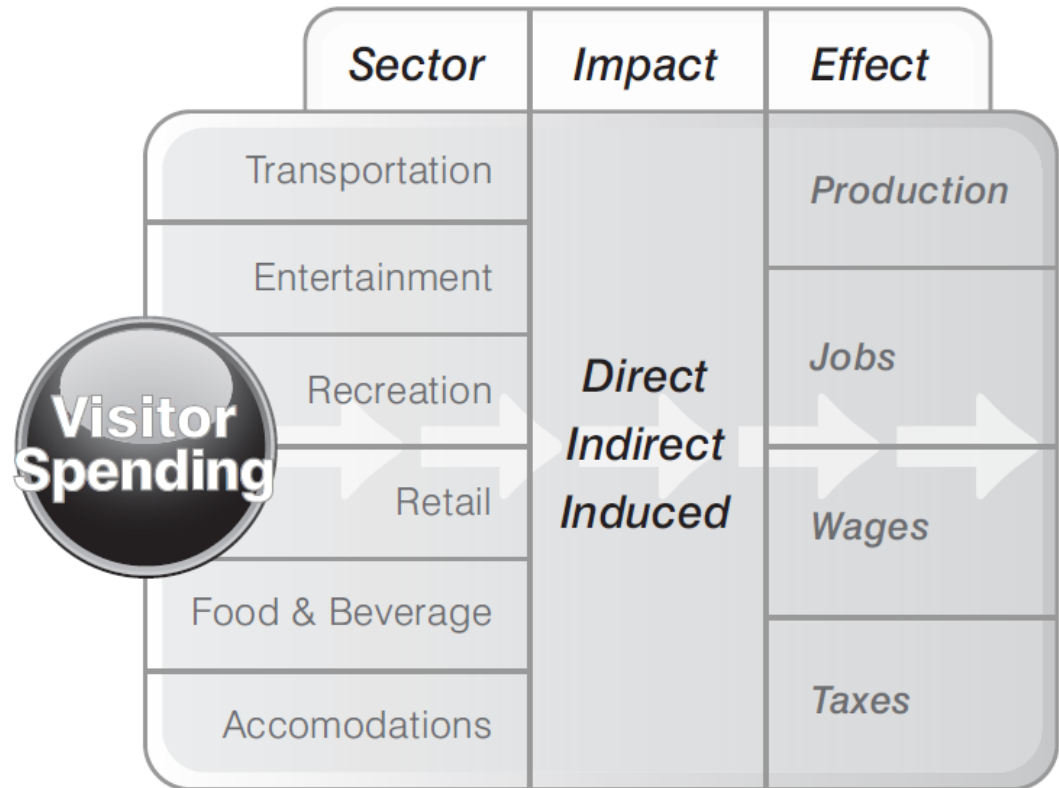 Sector Impact Effect
Visitor
Spending
Transportation
Entertainment
Recreation
Retail
Food & Beverage
Accomodations
Direct
Indirect
Induced
Production
Jobs
Wages
Taxes